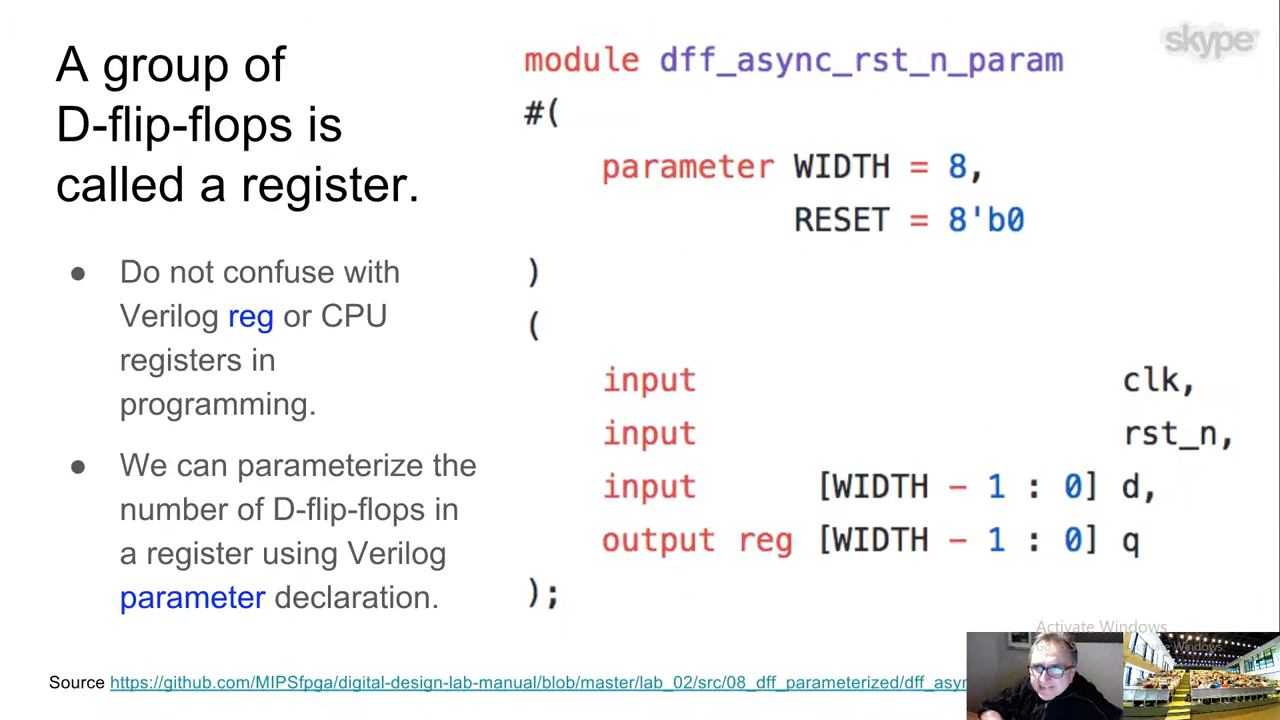 A group of
D-flip-flops is
called a register.
● Do not confuse with
Verilog reg or CPU
registers in
programming.
● We can parameterize the
number of D-flip-flops in
a register using Verilog
parameter declaration.
module dff_async_rst_n_param
#(
parameter WIDTH = 8,
RESET = 8'b0
)
(
input clk,
input rst_n,
input [WIDTH - 1 : 0] d,
output reg [WIDTH - 1 : 0] q
);
skype
Activate Windows
Source https://github.com/MIPSfpga/digital-design-lab-manual/blob/master/lab_02/src/08_dff_parameterized/dff_asyn